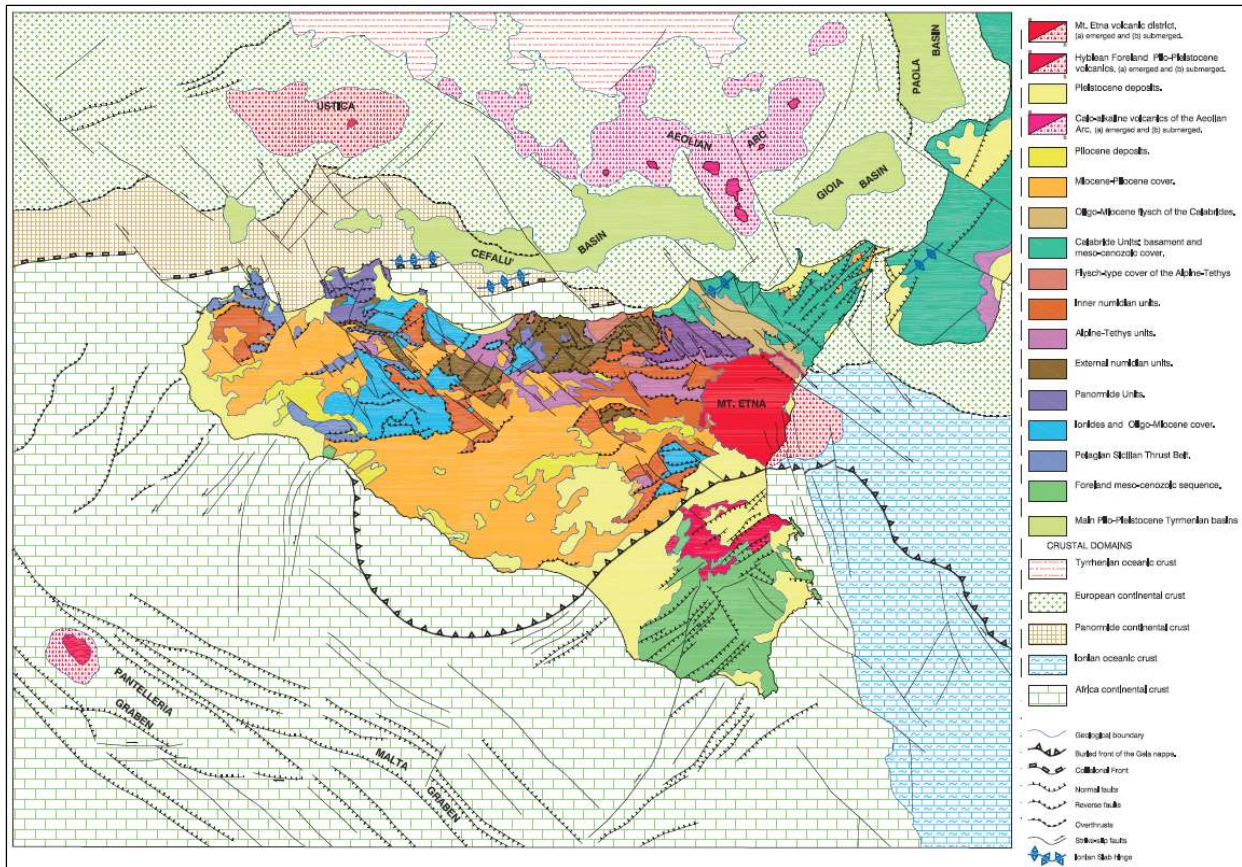 USTICA
AEOLIAN
ARC
PAOLA
BASIN
GIOIA
BASIN
CEFALU'
BASIN
MT. ETNA
PANTELLERIA
GRABEN
MALTA
GRABEN
Mt. Etna volcanic district,
(a) emerged and (b) submerged.
Hyblean Foreland Plio-Pleistocene
volcanics, (a) emerged and (b) submerged.
Pleistocene deposits.
Calc-alkaline volcanics of the Aeolian
Arc, (a) emerged and (b) submerged.
Pliocene deposits.
Miocene-Pliocene cover.
Oligo-Miocene flysch of the Calabrides.
Calabride Units: basament and
meso-cenozoic cover.
Flysch-type cover of the Alpine-Tethys
Inner numidian units.
Alpine-Tethys units.
External numidian units.
Panormide Units.
Ionides and Oligo-Miocene cover.
Pelagian Sicilian Thrust Belt.
Foreland meso-cenozoic sequence.
Main Plio-Pleistocene Tyrrhenian basins
CRUSTAL DOMAINS
Tyrrhenian oceanic crust
European continental crust
Panormide continental crust
Ionian oceanic crust
Africa continental crust
Geological boundary
Buried front of the Gela nappe.
Collisional Front
Normal faults
Reverse faults
Overthrusts
Strike-slip faults
Ionian Slab Hinge